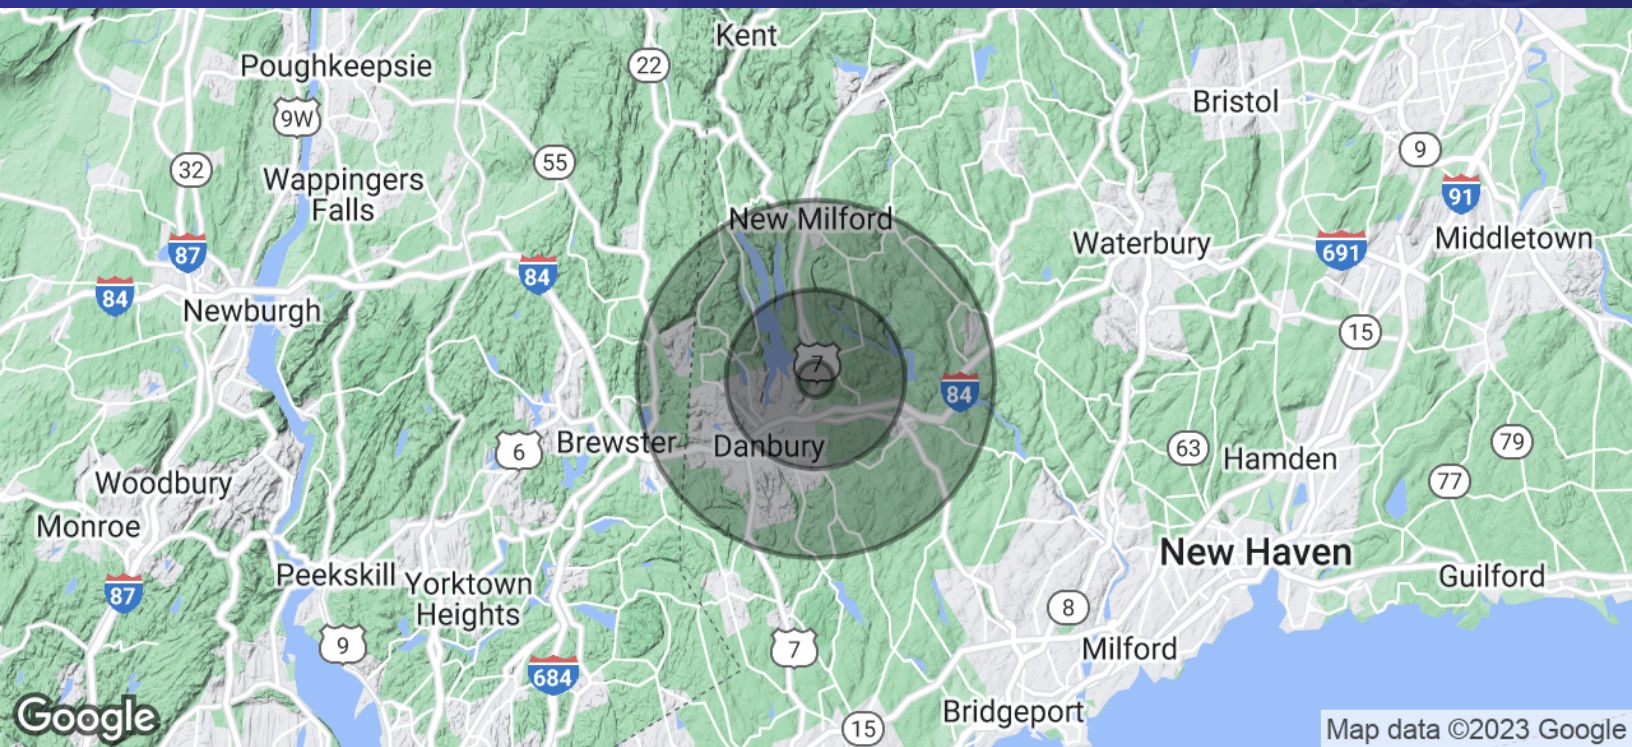 Kent
22
Poughkeepsie
9W
Bristol
9
32
55
Wappingers
Falls
91
New Milford
Waterbury
691
Middletown
87
84
84
Newburgh
15
7
84
6
Brewster
Danbury
63
Hamden
79
77
Woodbury
Monroe
New Haven
Peekskill
Yorktown
Heights
Guilford
87
8
9
7
Milford
684
Bridgeport
15
Google
Map data ©2023 Google